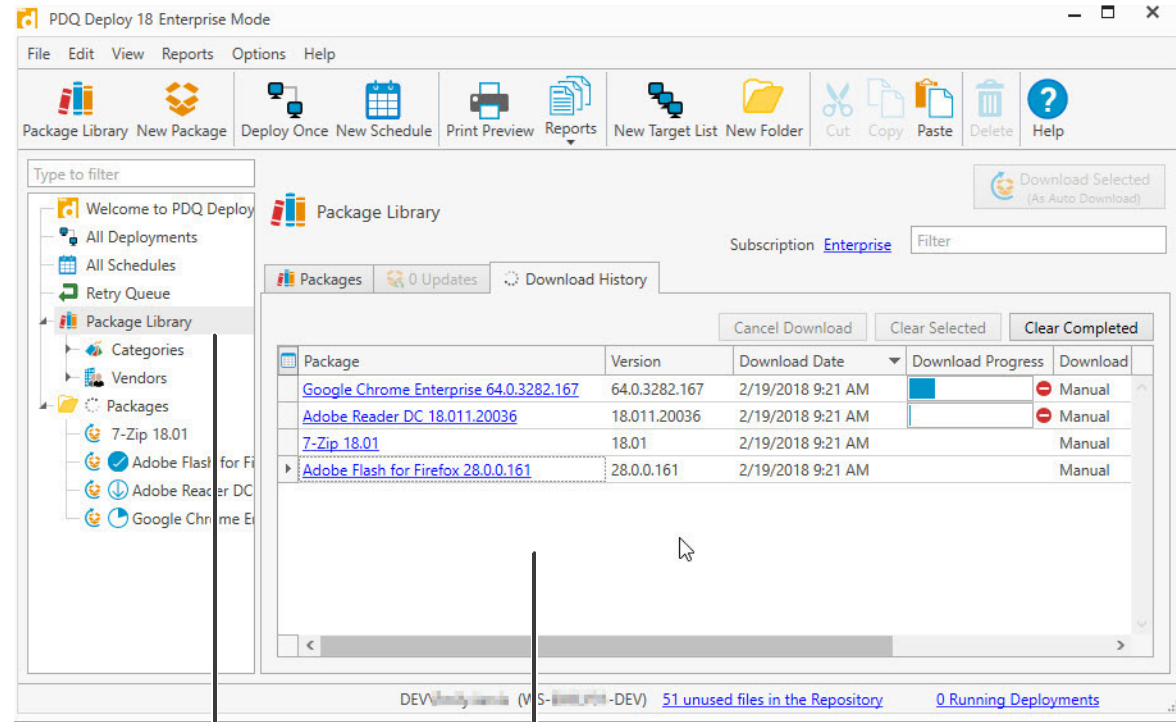 PDQ Deploy 18 Enterprise Mode
File Edit View Reports Options Help
Package Library New Package Deploy Once New Schedule Print Preview Reports New Target List New Folder Cut Copy Paste Delete Help
Type to filter
Welcome to PDQ Deploy
All Deployments
All Schedules
Retry Queue
Package Library
Categories
Vendors
Packages
7-Zip 18.01
Adobe Flash for Fi
Adobe Reader DC
Google Chrome E
Package Library
Download Selected
(As Auto Download)
Subscription Enterprise Filter
Packages 0 Updates Download History
Cancel Download Clear Selected Clear Completed
Package Version Download Date Download Progress Download
Google Chrome Enterprise 64.0.3282.167 64.0.3282.167 2/19/2018 9:21 AM Manual
Adobe Reader DC 18.011.20036 18.011.20036 2/19/2018 9:21 AM Manual
7-Zip 18.01 18.01 2/19/2018 9:21 AM Manual
Adobe Flash for Firefox 28.0.0.161 28.0.0.161 2/19/2018 9:21 AM Manual
DEV\ (WS- -DEV) 51 unused files in the Repository 0 Running Deployments